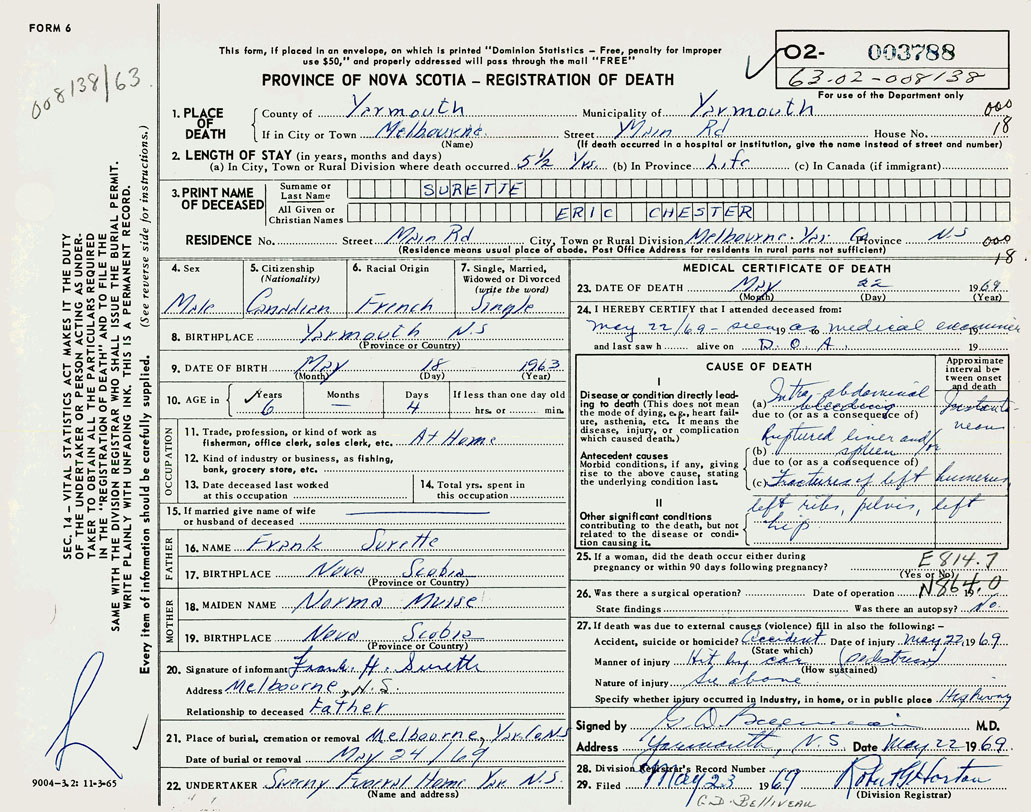 FORM 6
008138/63
This form, if placed in an envelope, on which is printed "Dominion Statistics – Free, penalty for improper
use $50," and properly addressed will pass through the mail "FREE"
PROVINCE OF NOVA SCOTIA – REGISTRATION OF DEATH
02- 003788
63.02-008138
For use of the Department only
1. PLACE OF DEATH
County of Yarmouth Municipality of Yarmouth 000
If in City or Town Melbourne Street Main Rd House No. 18
(Name) (If death occurred in a hospital or institution, give the name instead of street and number)
2. LENGTH OF STAY (in years, months and days)
(a) In City, Town or Rural Division where death occurred 5½ Yrs. (b) In Province Life (c) In Canada (if immigrant)
3. PRINT NAME OF DECEASED
Surname or Last Name SURETTE
All Given or Christian Names ERIC CHESTER
RESIDENCE No. Street Main Rd City, Town or Rural Division Melbourne. Yar. Co Province N S 000
(Residence means usual place of abode. Post Office Address for residents in rural parts not sufficient) 18.
4. Sex Male
5. Citizenship (Nationality) Canadian
6. Racial Origin French
7. Single, Married, Widowed or Divorced (write the word) Single
8. BIRTHPLACE Yarmouth N.S
(Province or Country)
9. DATE OF BIRTH May 18 1963
(Month) (Day) (Year)
10. AGE in Years 6 Months — Days 4 If less than one day old hrs. or min.
OCCUPATION
11. Trade, profession, or kind of work as fisherman, office clerk, sales clerk, etc. At Home
12. Kind of industry or business, as fishing, bank, grocery store, etc.
13. Date deceased last worked at this occupation
14. Total yrs. spent in this occupation
15. If married give name of wife or husband of deceased
FATHER
16. NAME Frank Surette
17. BIRTHPLACE Nova Scotia
(Province or Country)
MOTHER
18. MAIDEN NAME Norma Muise
19. BIRTHPLACE Nova Scotia
(Province or Country)
20. Signature of informant Frank. H. Surette
Address Melbourne, N.S.
Relationship to deceased Father
21. Place of burial, cremation or removal Melbourne, Yar. Co NS
Date of burial or removal May 24/69
22. UNDERTAKER Sweeny Funeral Home Yar. N.S.
(Name and address)
MEDICAL CERTIFICATE OF DEATH
23. DATE OF DEATH May 22 1969
(Month) (Day) (Year)
24. I HEREBY CERTIFY that I attended deceased from:
May 22/69 - seen 19 as to medical examiner 19
and last saw h alive on D.O.A. 19
CAUSE OF DEATH
Approximate interval between onset and death
I
Disease or condition directly leading to death (This does not mean the mode of dying, e.g., heart failure, asthenia, etc. It means the disease, injury, or complication which caused death.)
(a) Intra abdominal bleeding Instantaneous
due to (or as a consequence of)
Antecedent causes
Morbid conditions, if any, giving rise to the above cause, stating the underlying condition last.
(b) Ruptured liver and/or spleen
due to (or as a consequence of)
(c) Fractures of left humerus,
II
Other significant conditions contributing to the death, but not related to the disease or condition causing it.
left ribs, pelvis, left
hip
25. If a woman, did the death occur either during pregnancy or within 90 days following pregnancy? E814.7
(Yes or No)
26. Was there a surgical operation? Date of operation 19 N864.0
State findings Was there an autopsy? No.
27. If death was due to external causes (violence) fill in also the following:–
Accident, suicide or homicide? Accident Date of injury May 22, 1969.
(State which)
Manner of injury Hit by car (pedestrian)
(How sustained)
Nature of injury See above
Specify whether injury occurred in industry, in home, or in public place Highway
Signed by G D M.D.
Address Yarmouth, N.S. Date May 22 1969.
28. Division Registrar's Record Number
29. Filed May 23 1969 Robt G Horton
(Division Registrar)
G.D. BELLIVEAU
SEC. 14 – VITAL STATISTICS ACT MAKES IT THE DUTY
OF THE UNDERTAKER OR PERSON ACTING AS UNDER-
TAKER TO OBTAIN ALL THE PARTICULARS REQUIRED
IN THE "REGISTRATION OF DEATH" AND TO FILE THE
SAME WITH THE DIVISION REGISTRAR WHO SHALL ISSUE THE BURIAL PERMIT.
WRITE PLAINLY WITH UNFADING INK. THIS IS A PERMANENT RECORD.
Every item of information should be carefully supplied. (See reverse side for instructions.)
9004-3.2: 11-3-65